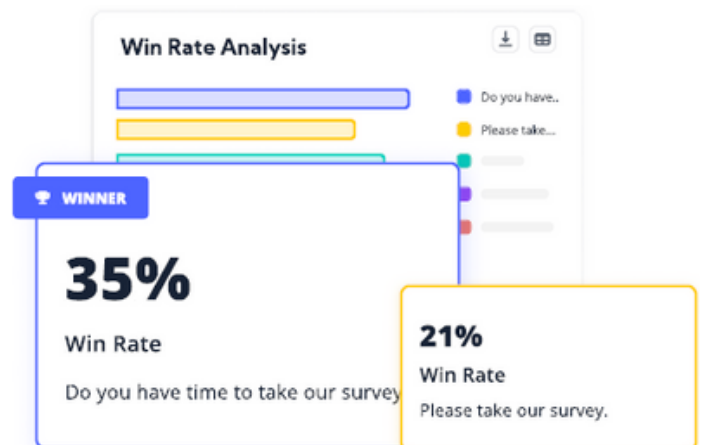 Win Rate Analysis
Do you have..
Please take...
WINNER
35%
Win Rate
Do you have time to take our survey
21%
Win Rate
Please take our survey.